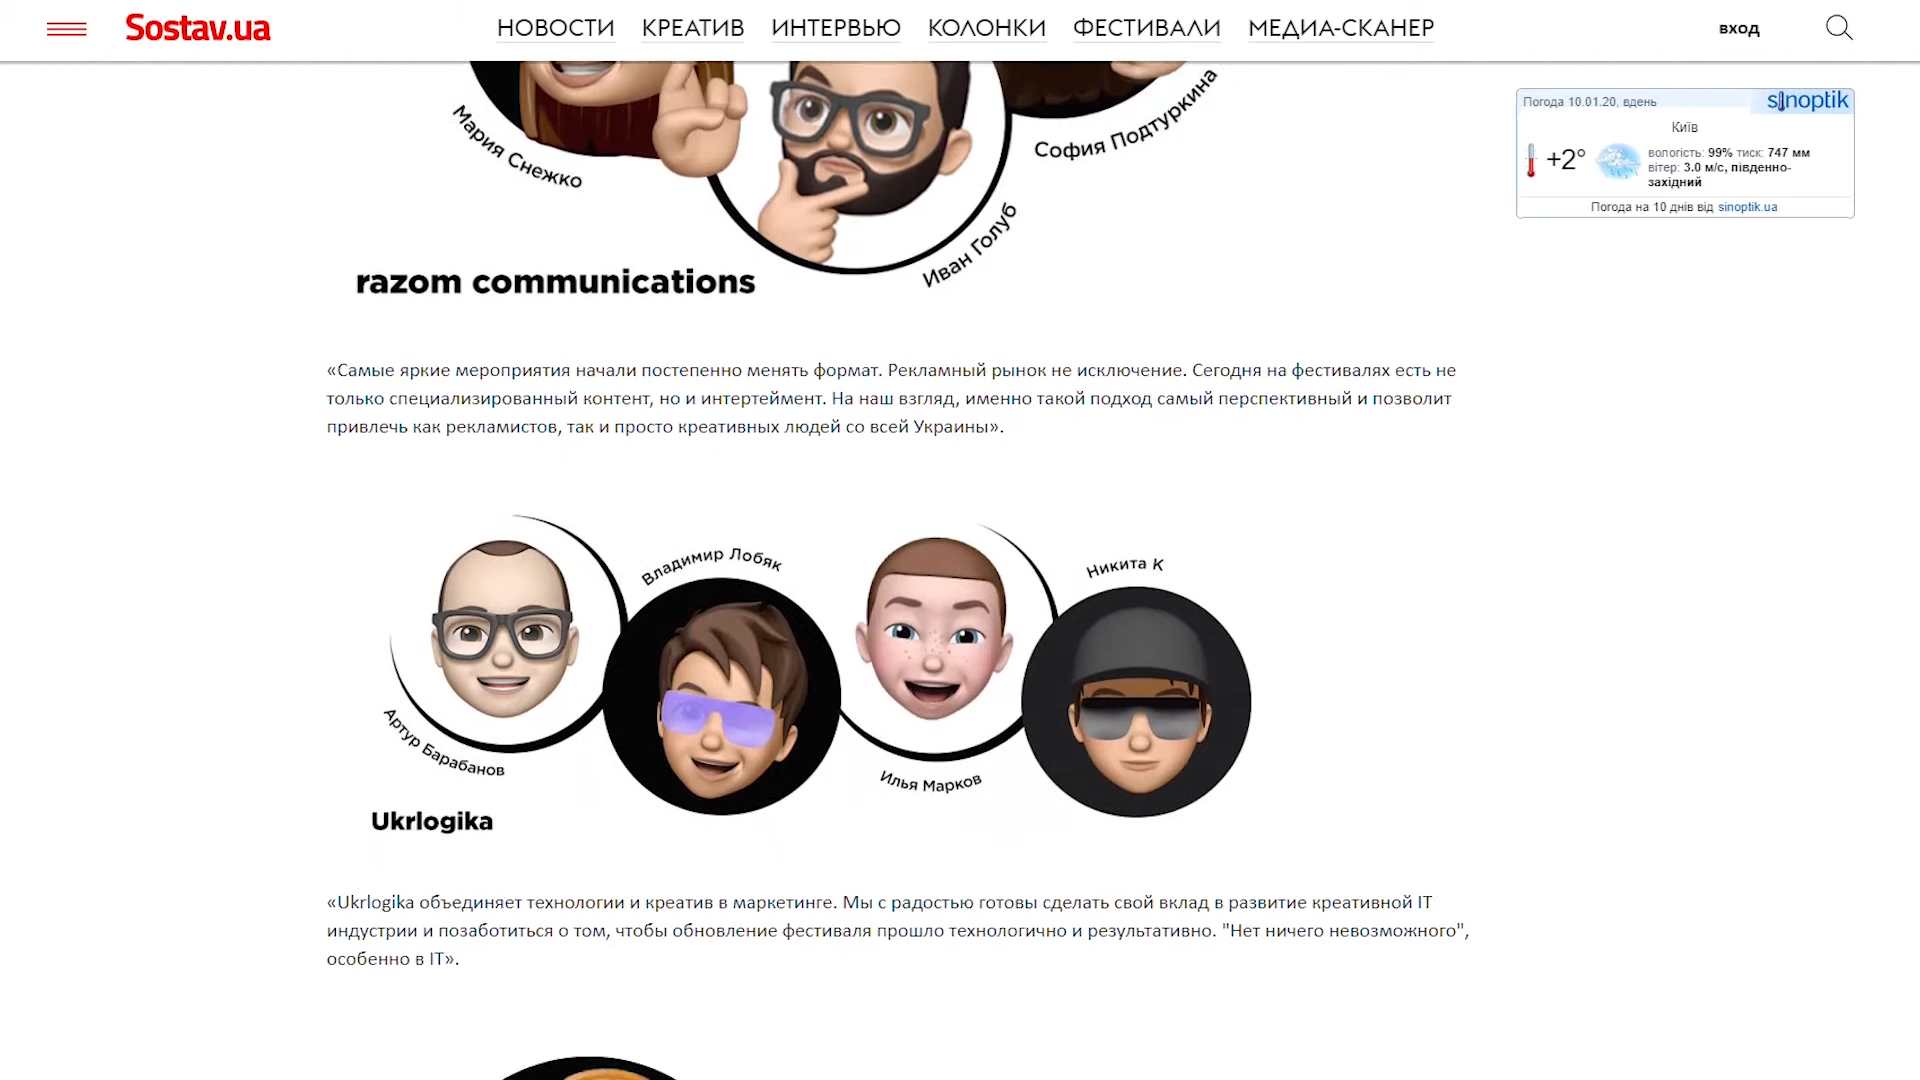 Sostav.ua
НОВОСТИ КРЕАТИВ ИНТЕРВЬЮ КОЛОНКИ ФЕСТИВАЛИ МЕДИА-СКАНЕР
вход
Погода 10.01.20, вдень
sinoptik
Київ
+2°
вологість: 99% тиск: 747 мм
вітер: 3.0 м/с, південно-
західний
Погода на 10 днів від sinoptik.ua
Мария Снежко
Иван Голуб
София Подтуркина
razom communications
«Самые яркие мероприятия начали постепенно менять формат. Рекламный рынок не исключение. Сегодня на фестивалях есть не
только специализированный контент, но и интертеймент. На наш взгляд, именно такой подход самый перспективный и позволит
привлечь как рекламистов, так и просто креативных людей со всей Украины».
Артур Барабанов
Владимир Лобяк
Илья Марков
Никита К
Ukrlogika
«Ukrlogika объединяет технологии и креатив в маркетинге. Мы с радостью готовы сделать свой вклад в развитие креативной IT
индустрии и позаботиться о том, чтобы обновление фестиваля прошло технологично и результативно. "Нет ничего невозможного",
особенно в IT».